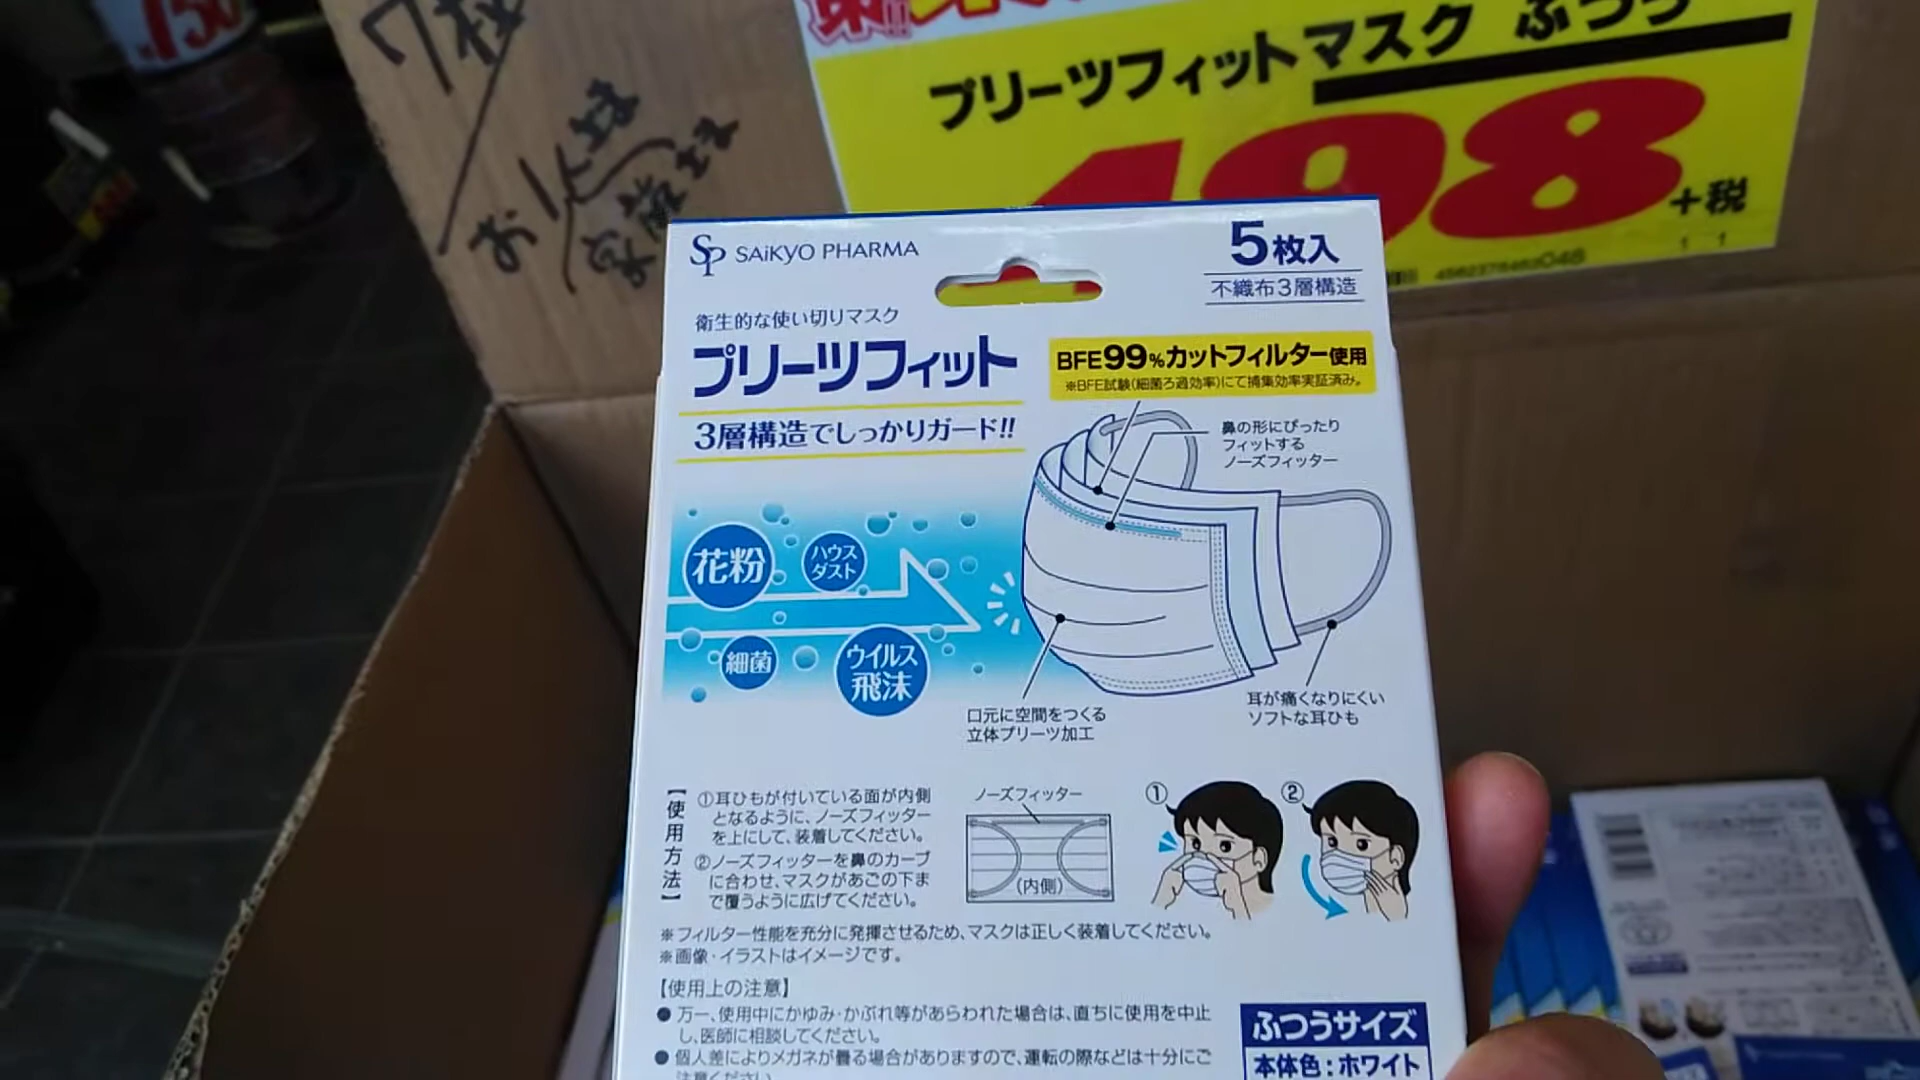 7枚
お1人さま
家族さま
プリーツフィットマスク ふつう
498
+税
SP SAiKYO PHARMA
5枚入
不織布3層構造
衛生的な使い切りマスク
プリーツフィット
3層構造でしっかりガード!!
BFE99%カットフィルター使用
※BFE試験(細菌ろ過効率)にて捕集効率実証済み。
鼻の形にぴったり
フィットする
ノーズフィッター
花粉
ハウス
ダスト
細菌
ウイルス
飛沫
口元に空間をつくる
立体プリーツ加工
耳が痛くなりにくい
ソフトな耳ひも
【使用方法】
①耳ひもが付いている面が内側
となるように、ノーズフィッター
を上にして、装着してください。
②ノーズフィッターを鼻のカーブ
に合わせ、マスクがあごの下ま
で覆うように広げてください。
ノーズフィッター
(内側)
①
②
※フィルター性能を充分に発揮させるため、マスクは正しく装着してください。
※画像・イラストはイメージです。
【使用上の注意】
●万一、使用中にかゆみ・かぶれ等があらわれた場合は、直ちに使用を中止
し、医師に相談してください。
●個人差によりメガネが曇る場合がありますので、運転の際などは十分にご
注意ください。
ふつうサイズ
本体色:ホワイト